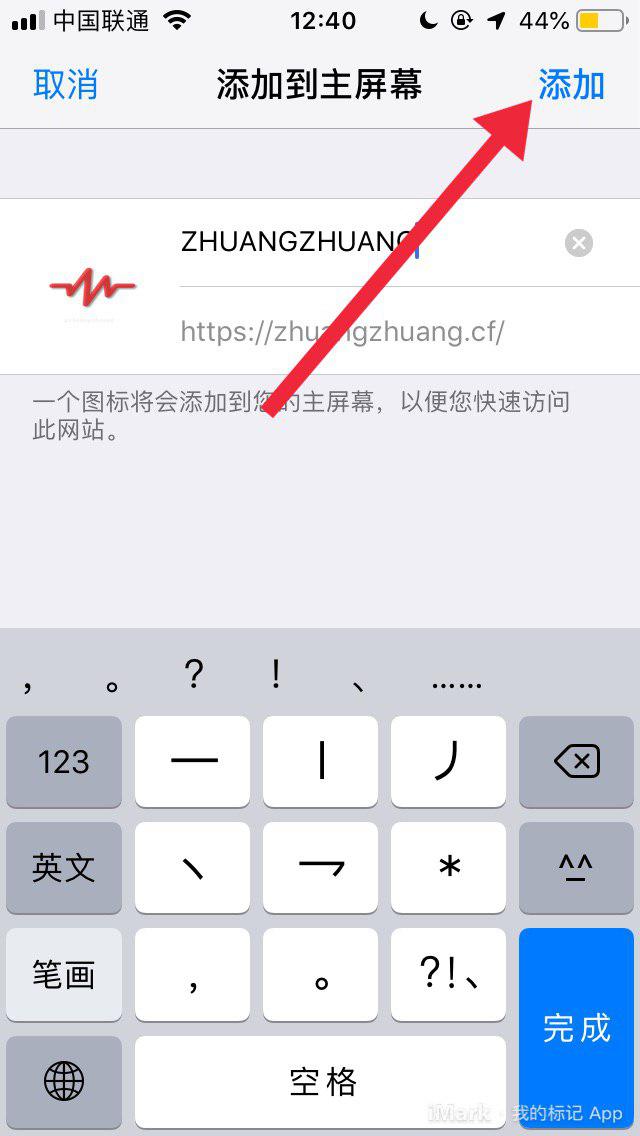 中国联通 12:40 44%
取消 添加到主屏幕 添加
ZHUANGZHUANG
https://zhuangzhuang.cf/
一个图标将会添加到您的主屏幕，以便您快速访问
此网站。
， 。 ？ ！ 、 ……
123 一 丨 丿
英文 丶 乛 * ^^
笔画 ， 。 ?!、 完成
空格
iMark · 我的标记 App